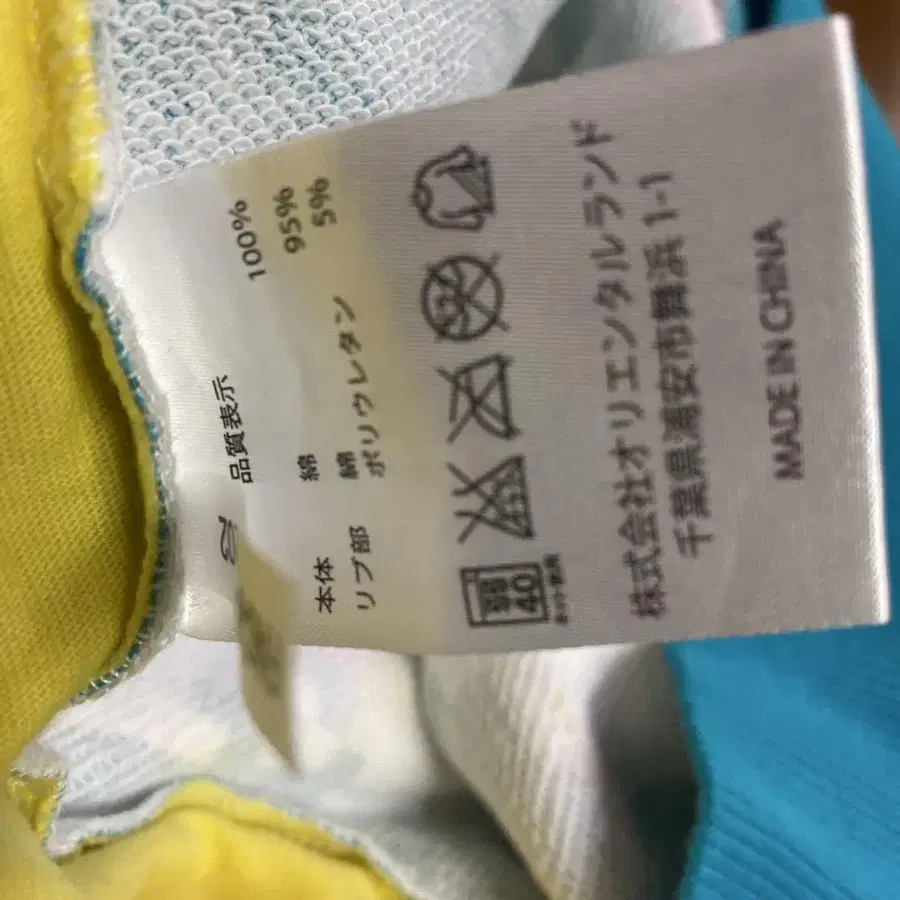 品質表示
本体 綿 100%
リブ部 綿 95%
ポリウレタン 5%
40
株式会社オリエンタルランド
千葉県浦安市舞浜 1-1
MADE IN CHINA